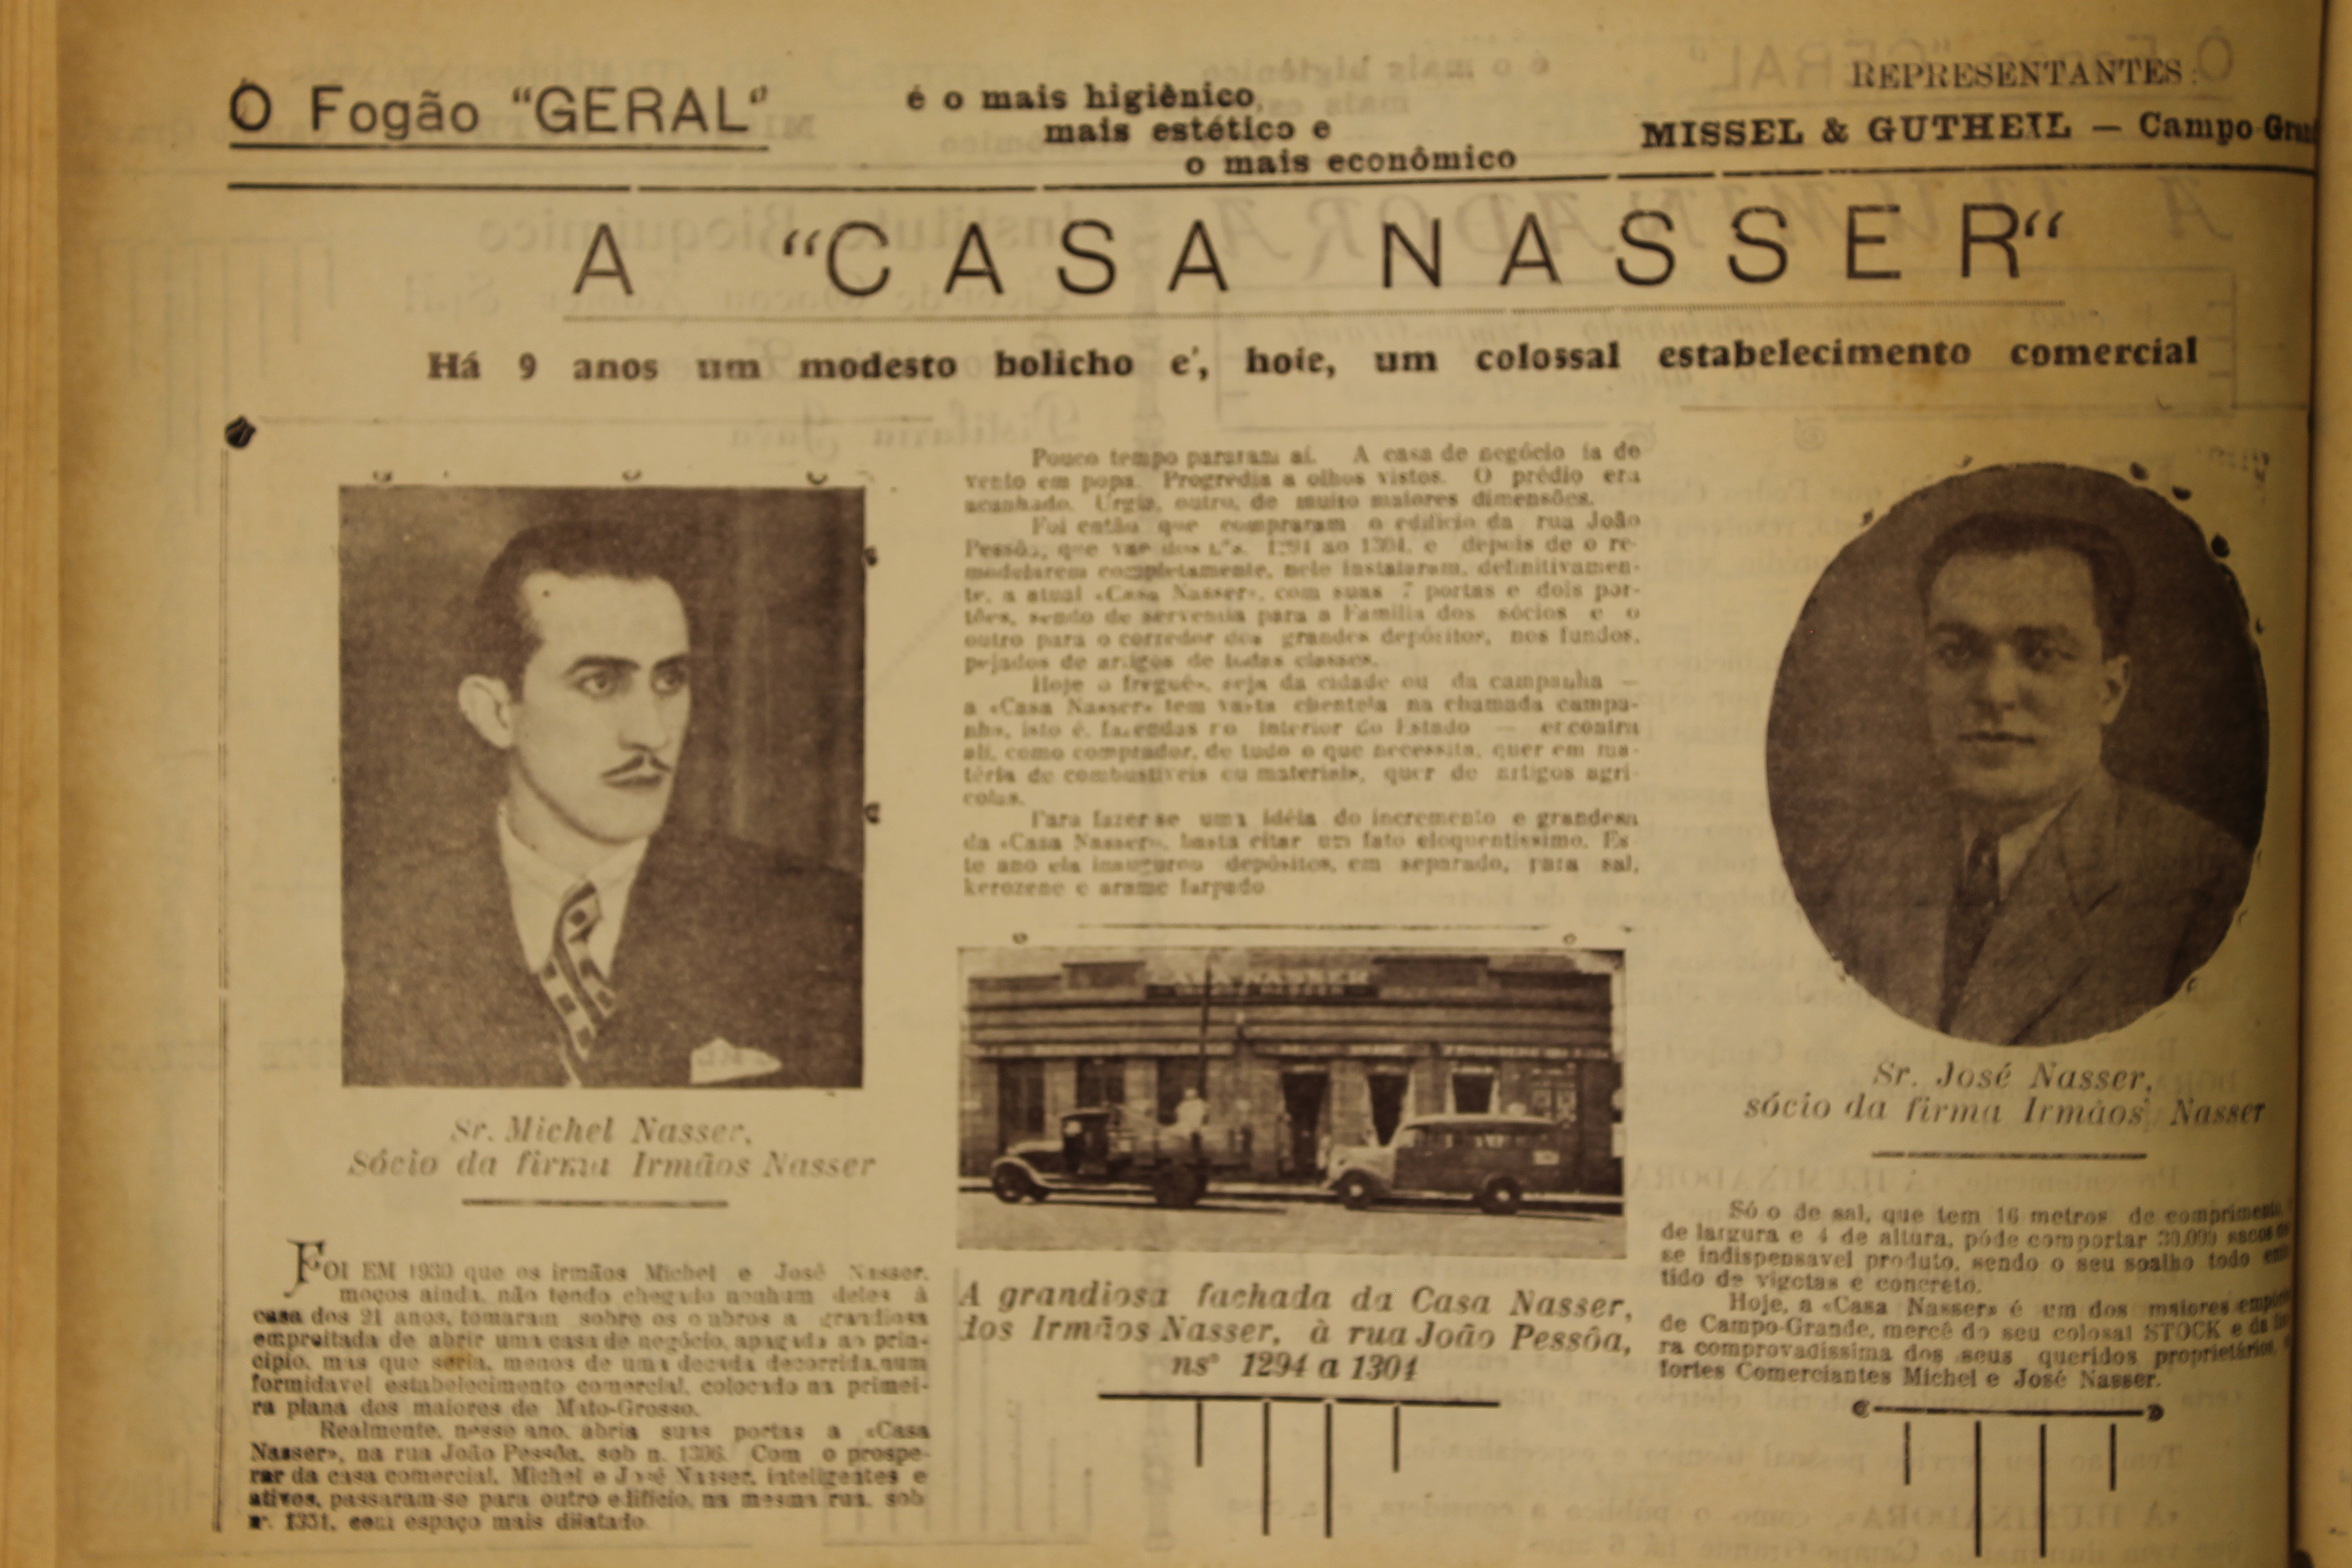 O Fogão "GERAL"
é o mais higiênico,
mais estético e
o mais econômico
REPRESENTANTES:
MISSEL & GUTHEIL — Campo
A "CASA NASSER"
Há 9 anos um modesto bolicho e', hoje, um colossal estabelecimento comercial
Sr. Michel Nasser,
Sócio da firma Irmãos Nasser
FOI EM 1930 que os irmãos Michel e José Nasser,
moços ainda, não tendo chegado nenhum deles à
casa dos 21 anos, tomaram sobre os ombros a grandiosa
empreitada de abrir uma casa de negócio, apagada ao prin-
cipio, mas que seria, menos de uma decada decorrida, num
formidavel estabelecimento comercial, colocado na primei-
ra plana dos maiores de Mato-Grosso.
Realmente, nesse ano, abria suas portas a «Casa
Nasser», na rua João Pessôa, sob n. 1306. Com o prospe-
rar da casa comercial, Michel e José Nasser, inteligentes e
ativos, passaram-se para outro edificio, na mesma rua, sob
nº. 1331, com espaço mais dilatado.
Pouco tempo pararam aí. A casa de negócio ia de
vento em popa. Progredia a olhos vistos. O prédio era
acanhado. Urgia, outro, de muito maiores dimensões.
Foi então que compraram o edificio da rua João
Pessôa, que vae dos n.ºs. 1294 ao 1304, e depois de o re-
modelarem completamente, nele instalaram, definitivamen-
te, a atual «Casa Nasser», com suas 7 portas e dois por-
tões, sendo de serventia para a Familia dos sócios e o
outro para o corredor dos grandes depósitos, nos fundos,
pejados de artigos de todas classes.
Hoje o freguês, seja da cidade ou da campanha —
a «Casa Nasser» tem vasta clientela na chamada campa-
nha, isto é, fazendas no interior do Estado — encontra
ali, como comprador, de tudo o que necessita, quer em ma-
téria de combustiveis ou materiais, quer de artigos agri-
colas.
Para fazer-se uma idéia do incremento e grandesa
da «Casa Nasser», basta citar um fato eloquentissimo. Es-
te ano ela inaugurou depósitos, em separado, para sal,
kerozene e arame farpado
A grandiosa fachada da Casa Nasser,
dos Irmãos Nasser, à rua João Pessôa,
nsº 1294 a 1304
Sr. José Nasser,
sócio da firma Irmãos Nasser
Só o de sal, que tem 16 metros de comprimento,
de largura e 4 de altura, póde comportar 30.000 sacos
se indispensavel produto, sendo o seu soalho todo
tido de vigotas e concreto.
Hoje, a «Casa Nasser» é um dos maiores
de Campo-Grande, mercê do seu colosal STOCK e da
ra comprovadissima dos seus queridos proprietários,
fortes Comerciantes Michel e José Nasser.